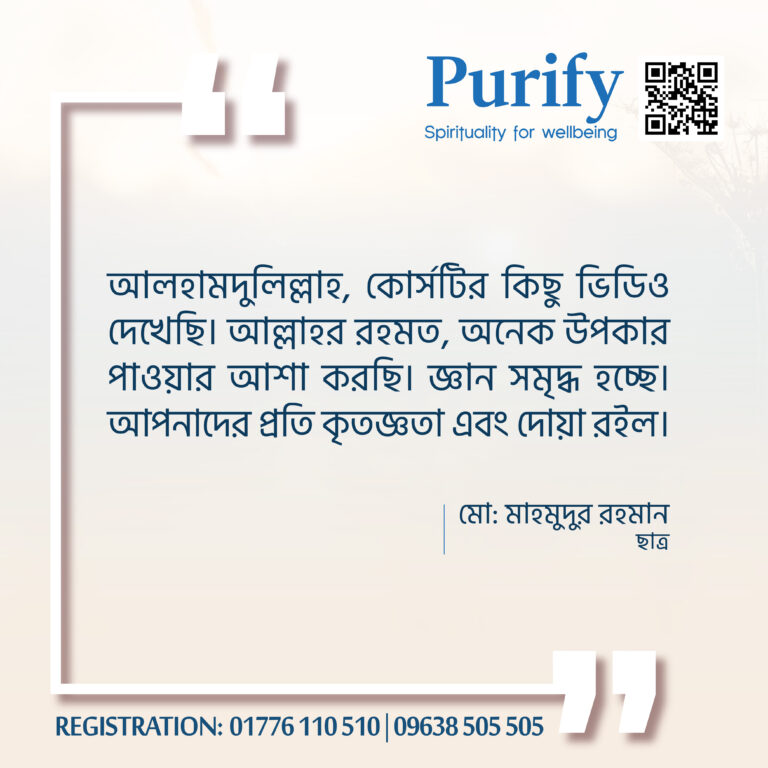 Purify
Spirituality for wellbeing
আলহামদুলিল্লাহ, কোর্সটির কিছু ভিডিও
দেখেছি। আল্লাহর রহমত, অনেক উপকার
পাওয়ার আশা করছি। জ্ঞান সমৃদ্ধ হচ্ছে।
আপনাদের প্রতি কৃতজ্ঞতা এবং দোয়া রইল।
মো: মাহমুদুর রহমান
ছাত্র
REGISTRATION: 01776 110 510 | 09638 505 505